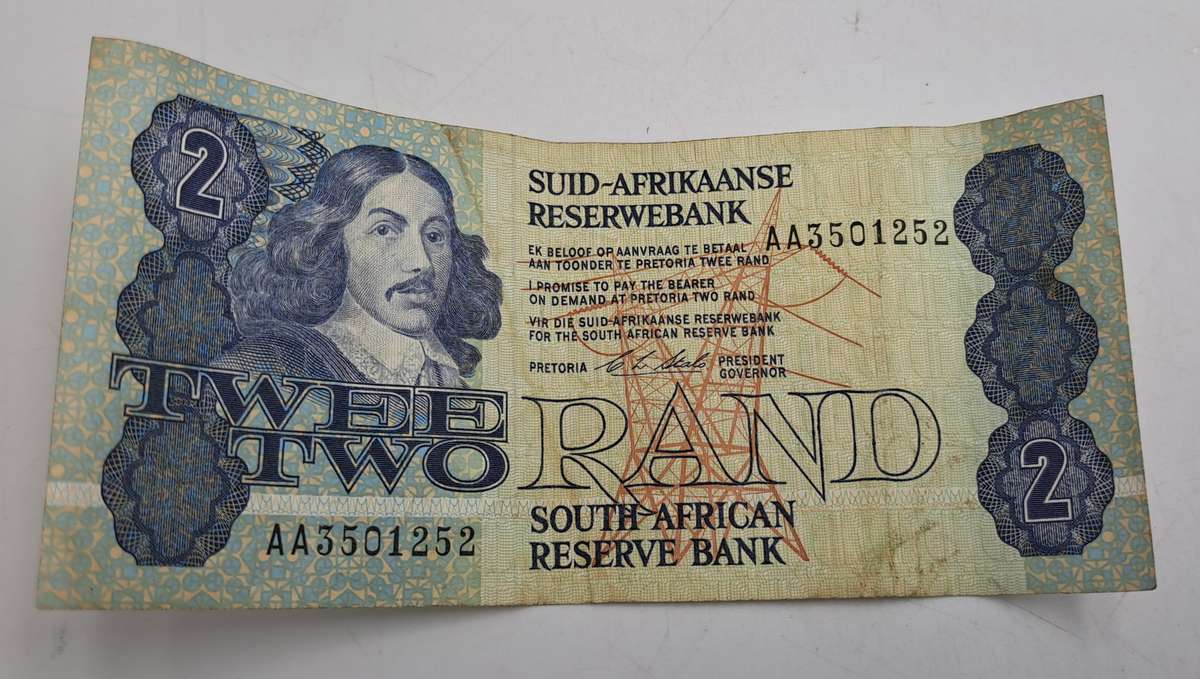 2
SUID-AFRIKAANSE
RESERWEBANK
AA3501252
EK BELOOF OP AANVRAAG TE BETAAL
AAN TOONDER TE PRETORIA TWEE RAND
I PROMISE TO PAY THE BEARER
ON DEMAND AT PRETORIA TWO RAND
VIR DIE SUID-AFRIKAANSE RESERWEBANK
FOR THE SOUTH AFRICAN RESERVE BANK
PRETORIA PRESIDENT
GOVERNOR
TWEE
TWO
RAND
2
SOUTH AFRICAN
RESERVE BANK
AA3501252